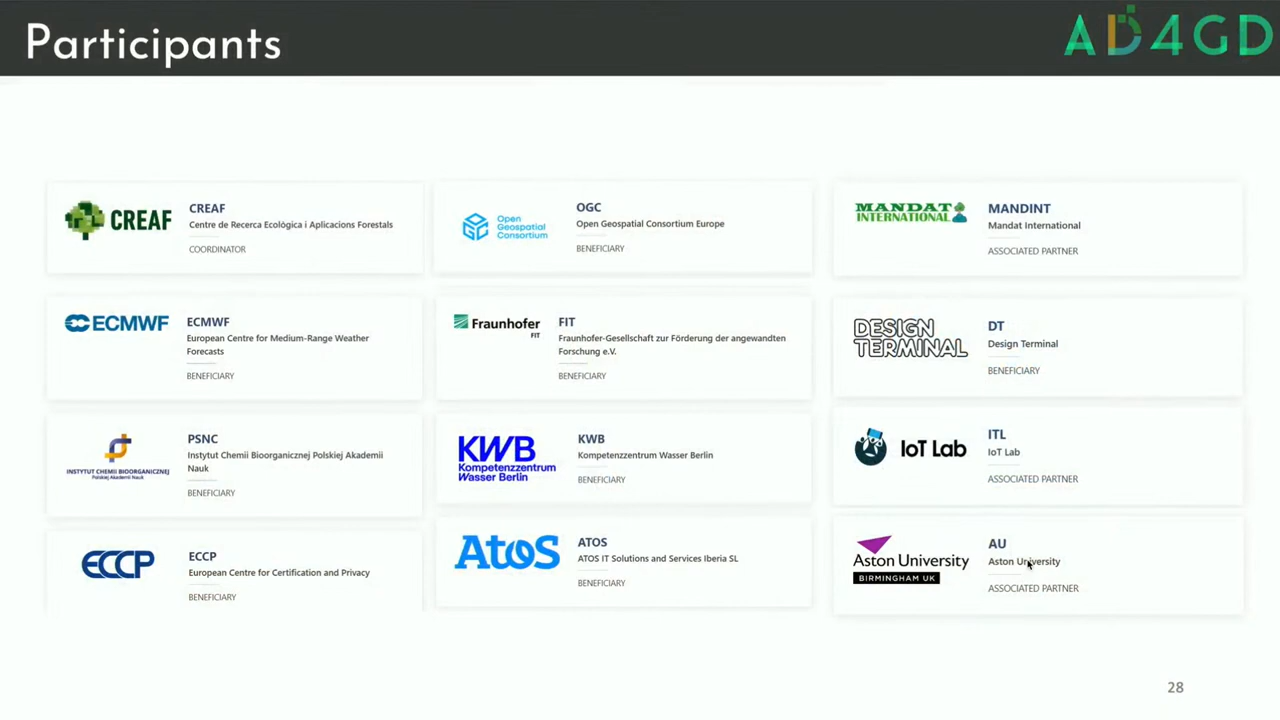 Participants
AD4GD
CREAF
CREAF
Centre de Recerca Ecológica i Aplicacions Forestals
COORDINATOR
Open
Geospatial
Consortium
OGC
Open Geospatial Consortium Europe
BENEFICIARY
MANDAT
INTERNATIONAL
MANDINT
Mandat International
ASSOCIATED PARTNER
ECMWF
ECMWF
European Centre for Medium-Range Weather
Forecasts
BENEFICIARY
Fraunhofer
FIT
FIT
Fraunhofer-Gesellschaft zur Förderung der angewandten
Forschung e.V.
BENEFICIARY
DESIGN
TERMINAL
DT
Design Terminal
BENEFICIARY
INSTYTUT CHEMII BIOORGANICZNEJ
Polskiej Akademii Nauk
PSNC
Instytut Chemii Bioorganicznej Polskiej Akademii
Nauk
BENEFICIARY
KWB
Kompetenzzentrum
Wasser Berlin
KWB
Kompetenzzentrum Wasser Berlin
BENEFICIARY
IoT Lab
ITL
IoT Lab
ASSOCIATED PARTNER
ECCP
ECCP
European Centre for Certification and Privacy
BENEFICIARY
Atos
ATOS
ATOS IT Solutions and Services Iberia SL
BENEFICIARY
Aston University
BIRMINGHAM UK
AU
Aston University
ASSOCIATED PARTNER
28